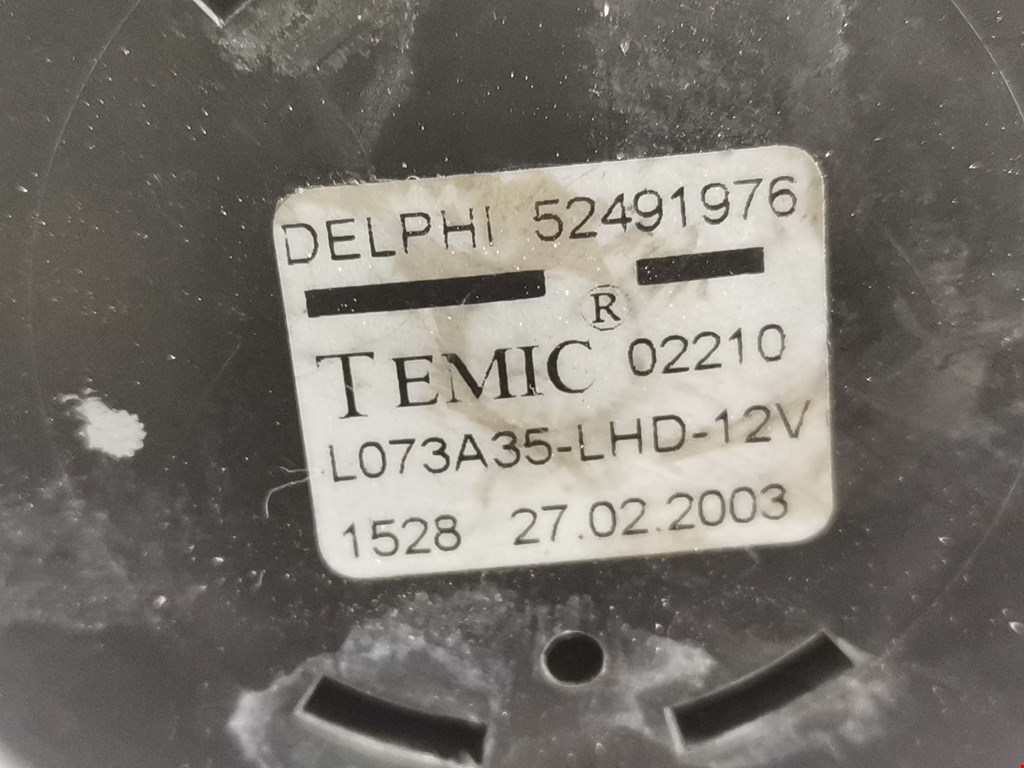 DELPHI 52491976
TEMIC® 02210
L073A35-LHD-12V
1528 27.02.2003